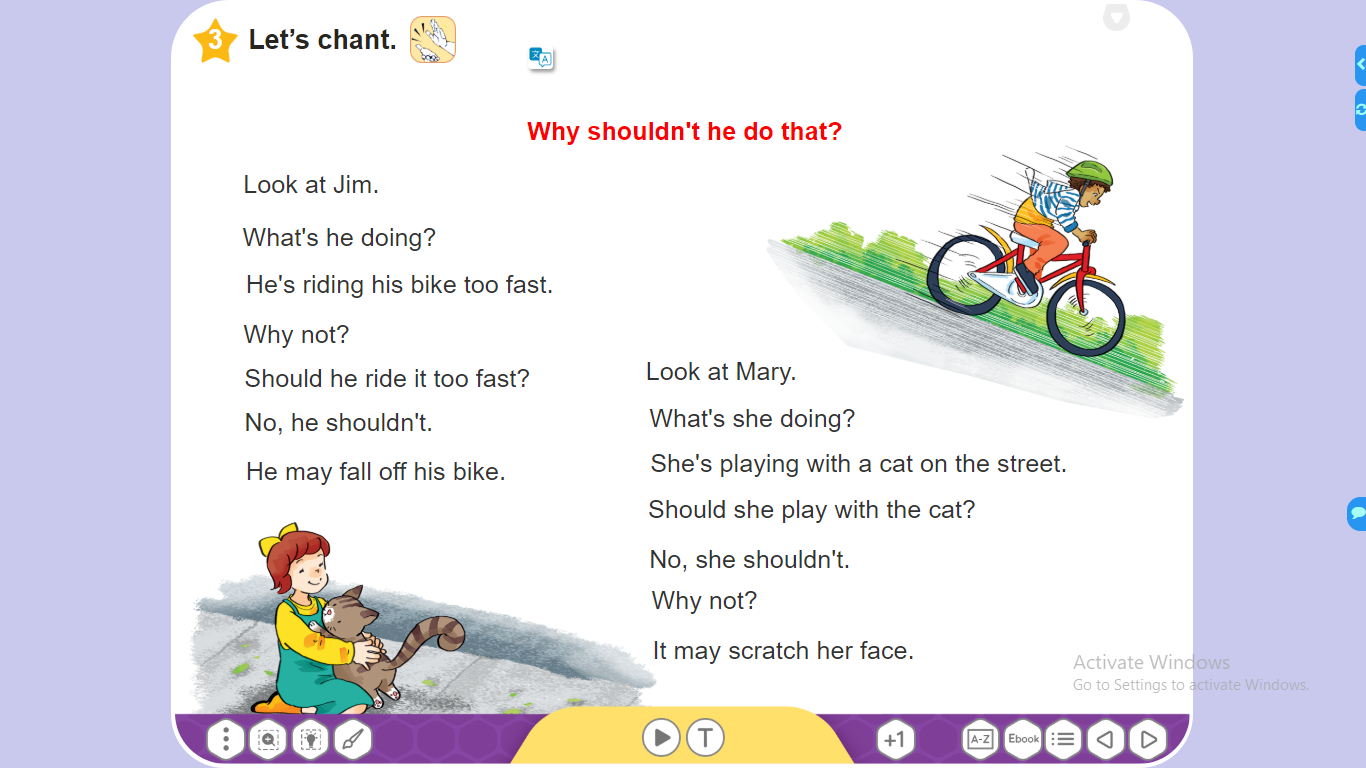 3 Let's chant.
Why shouldn't he do that?
Look at Jim.
What's he doing?
He's riding his bike too fast.
Why not?
Should he ride it too fast?
No, he shouldn't.
He may fall off his bike.
Look at Mary.
What's she doing?
She's playing with a cat on the street.
Should she play with the cat?
No, she shouldn't.
Why not?
It may scratch her face.
Activate Windows
Go to Settings to activate Windows.
T
+1
A-Z
Ebook